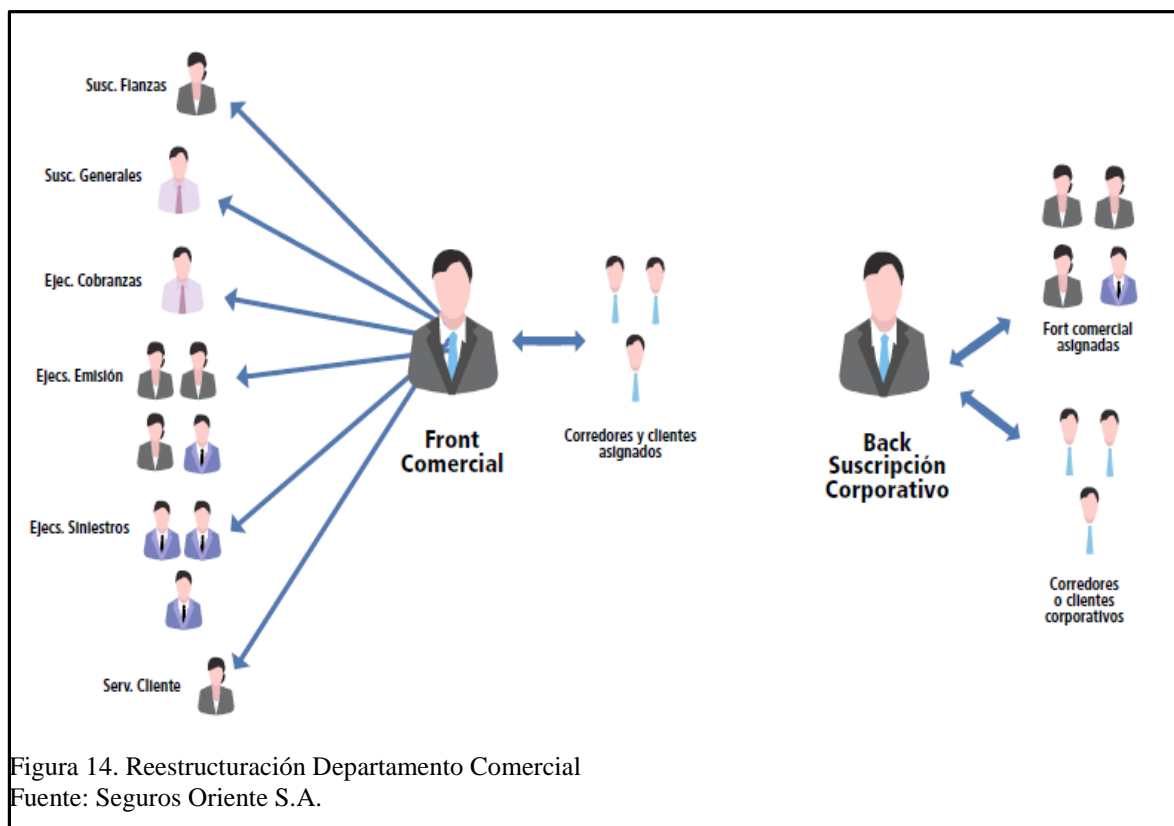 Susc. Fianzas
Susc. Generales
Ejec. Cobranzas
Ejecs. Emisión
Ejecs. Siniestros
Serv. Cliente
Front
Comercial
Corredores y clientes
asignados
Back
Suscripción
Corporativo
Fort comercial
asignadas
Corredores
o clientes
corporativos
Figura 14. Reestructuración Departamento Comercial
Fuente: Seguros Oriente S.A.